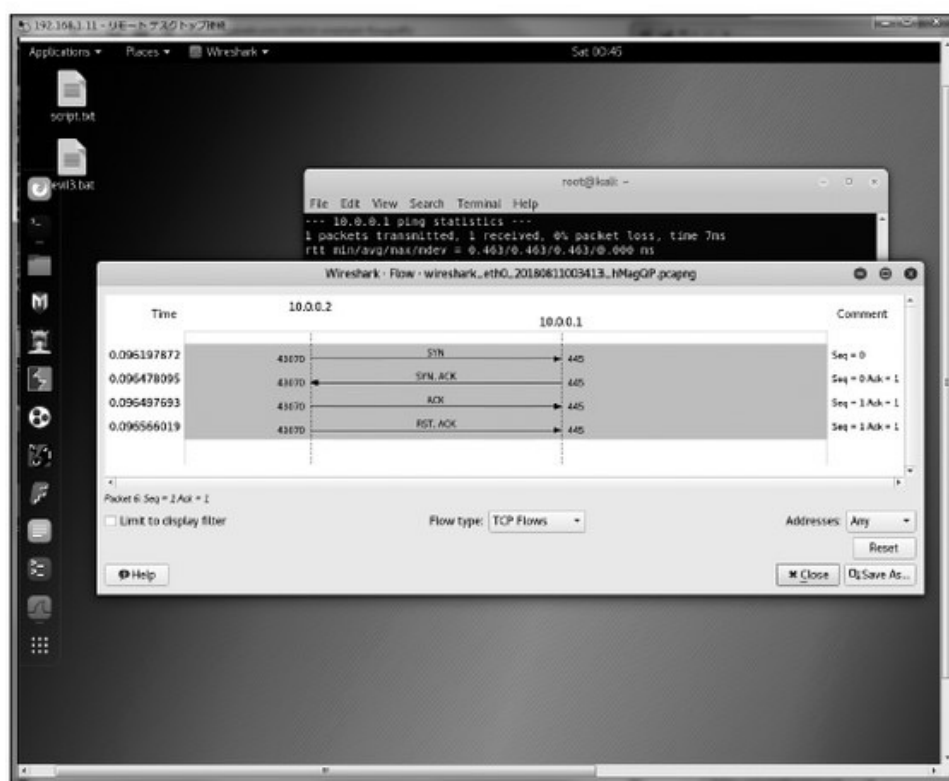 192.168.1.11 - リモート デスクトップ接続
Applications Places Wireshark Sat 00:45
script.txt
evil3.bat
root@kali: ~
File Edit View Search Terminal Help
--- 10.0.0.1 ping statistics ---
1 packets transmitted, 1 received, 0% packet loss, time 7ms
rtt min/avg/max/mdev = 0.463/0.463/0.463/0.000 ms
Wireshark · Flow · wireshark_eth0_20180811003413_hMagQP.pcapng
Time 10.0.0.2 10.0.0.1 Comment
0.096197872 43070 SYN 445 Seq = 0
0.096478095 43070 SYN, ACK 445 Seq = 0 Ack = 1
0.096497693 43070 ACK 445 Seq = 1 Ack = 1
0.096566019 43070 RST, ACK 445 Seq = 1 Ack = 1
Packet 6: Seq = 1 Ack = 1
Limit to display filter Flow type: TCP Flows Addresses: Any
Reset
Help Close Save As...